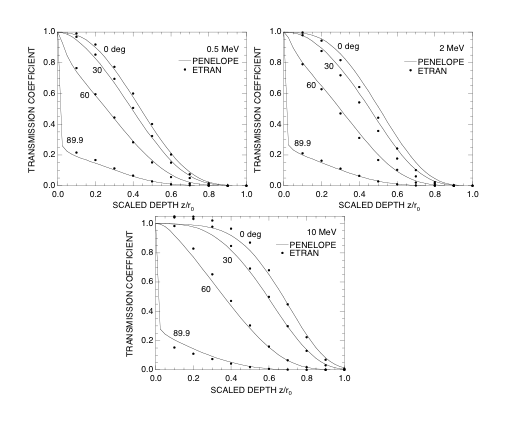 TRANSMISSION COEFFICIENT
1.0
0.8
0.6
0.4
0.2
0.0
0 deg
30
60
89.9
0.5 MeV
PENELOPE
ETRAN
0.0 0.2 0.4 0.6 0.8 1.0
SCALED DEPTH z/r0
TRANSMISSION COEFFICIENT
1.0
0.8
0.6
0.4
0.2
0.0
0 deg
30
60
89.9
2 MeV
PENELOPE
ETRAN
0.0 0.2 0.4 0.6 0.8 1.0
SCALED DEPTH z/r0
TRANSMISSION COEFFICIENT
1.0
0.8
0.6
0.4
0.2
0.0
0 deg
30
60
89.9
10 MeV
PENELOPE
ETRAN
0.0 0.2 0.4 0.6 0.8 1.0
SCALED DEPTH z/r0